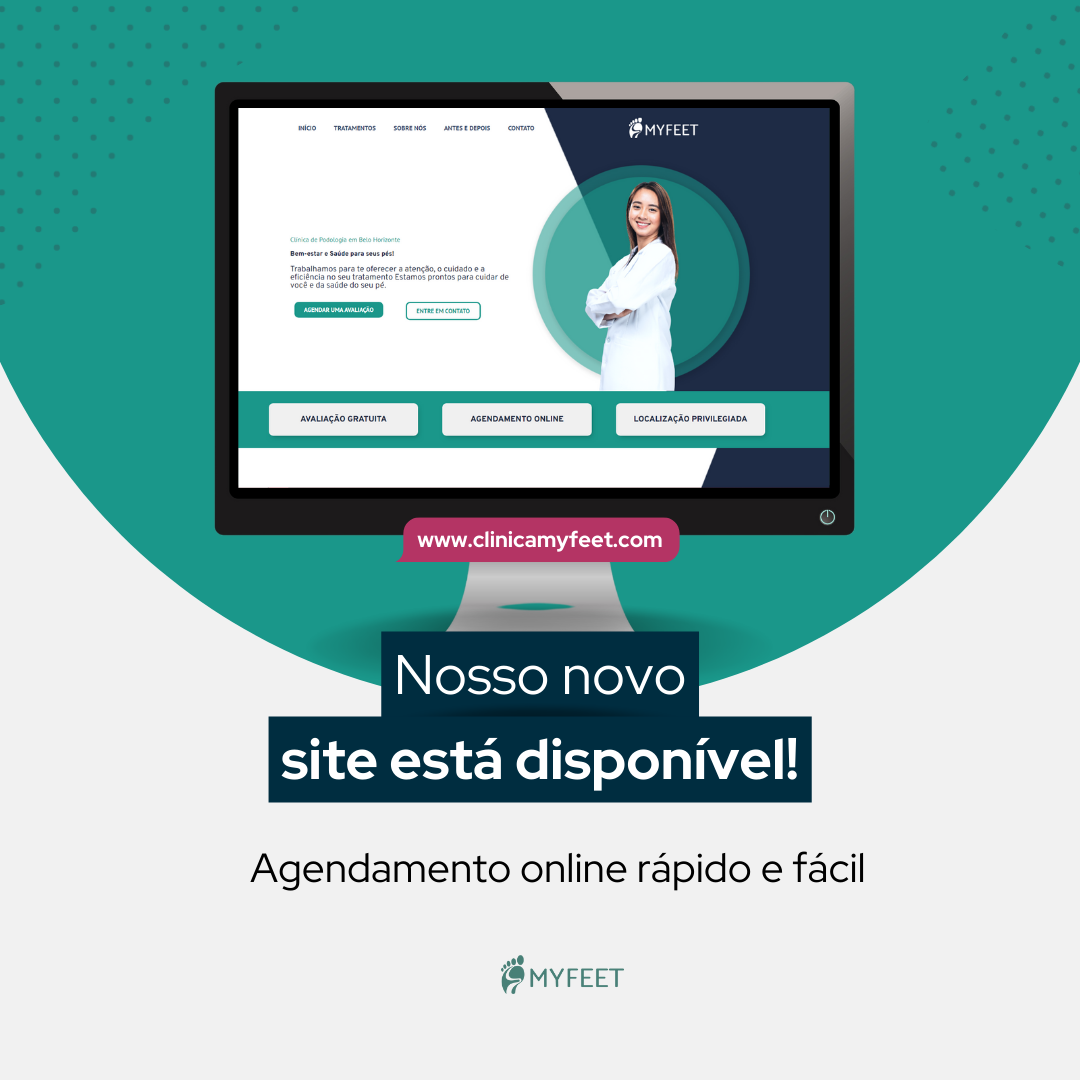 INÍCIO TRATAMENTOS SOBRE NÓS ANTES E DEPOIS CONTATO
MYFEET
Clínica de Podologia em Belo Horizonte
Bem-estar e Saúde para seus pés!
Trabalhamos para te oferecer a atenção, o cuidado e a
eficiência no seu tratamento Estamos prontos para cuidar de
você e da saúde do seu pé.
AGENDAR UMA AVALIAÇÃO
ENTRE EM CONTATO
AVALIAÇÃO GRATUITA
AGENDAMENTO ONLINE
LOCALIZAÇÃO PRIVILEGIADA
www.clinicamyfeet.com
Nosso novo
site está disponível!
Agendamento online rápido e fácil
MYFEET